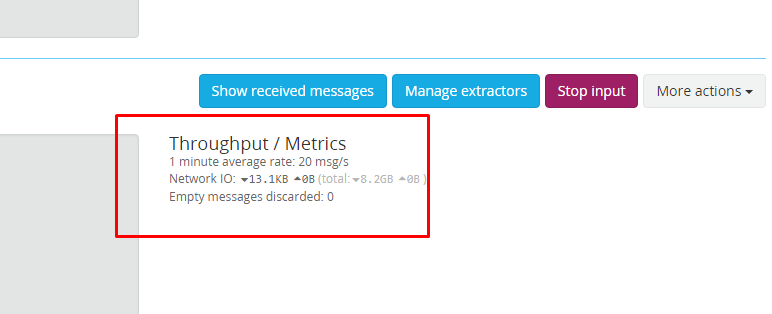 Show received messages Manage extractors Stop input More actions
Throughput / Metrics
1 minute average rate: 20 msg/s
Network IO: 13.1KB 0B (total: 8.2GB 0B )
Empty messages discarded: 0